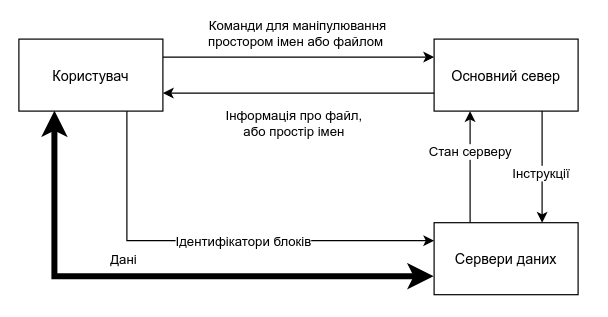 Команди для маніпулювання
простором імен або файлом
Користувач
Основний север
Інформація про файл,
або простір імен
Стан серверу
Інструкції
Ідентифікатори блоків
Дані
Сервери даних